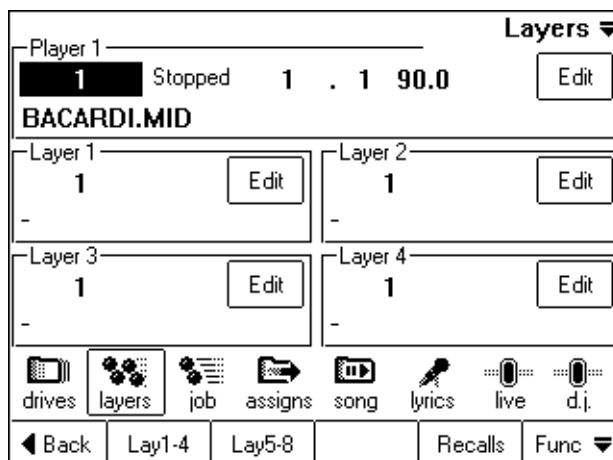 Layers
Player 1
1 Stopped 1 . 1 90.0 Edit
BACARDI.MID
Layer 1 Layer 2
1 Edit 1 Edit
- -
Layer 3 Layer 4
1 Edit 1 Edit
- -
drives layers job assigns song lyrics live d.j.
Back Lay1-4 Lay5-8 Recalls Func